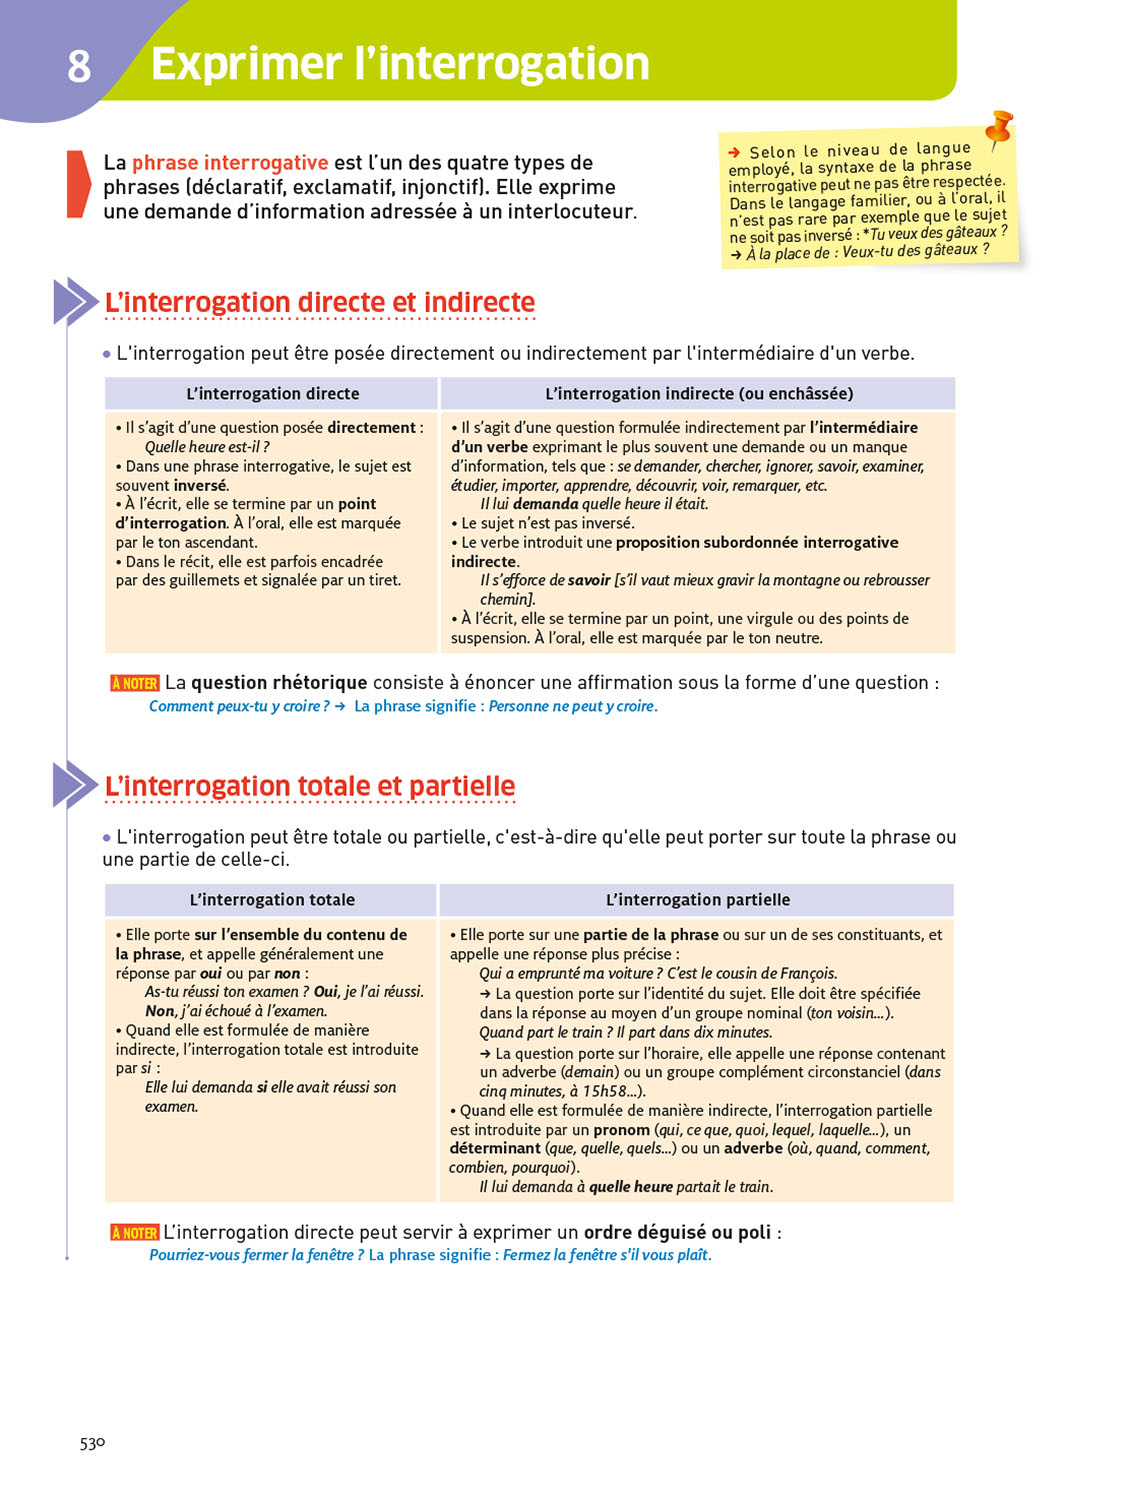 8
Exprimer l’interrogation
La phrase interrogative est l’un des quatre types de
phrases (déclaratif, exclamatif, injonctif). Elle exprime
une demande d’information adressée à un interlocuteur.
→ Selon le niveau de langue
employé, la syntaxe de la phrase
interrogative peut ne pas être respectée.
Dans le langage familier, ou à l’oral, il
n’est pas rare par exemple que le sujet
ne soit pas inversé : *Tu veux des gâteaux ?
→ À la place de : Veux-tu des gâteaux ?
L’interrogation directe et indirecte
• L'interrogation peut être posée directement ou indirectement par l'intermédiaire d'un verbe.
L’interrogation directe
• Il s’agit d’une question posée directement :
Quelle heure est-il ?
• Dans une phrase interrogative, le sujet est
souvent inversé.
• À l’écrit, elle se termine par un point
d’interrogation. À l’oral, elle est marquée
par le ton ascendant.
• Dans le récit, elle est parfois encadrée
par des guillemets et signalée par un tiret.
L’interrogation indirecte (ou enchâssée)
• Il s’agit d’une question formulée indirectement par l’intermédiaire
d’un verbe exprimant le plus souvent une demande ou un manque
d’information, tels que : se demander, chercher, ignorer, savoir, examiner,
étudier, importer, apprendre, découvrir, voir, remarquer, etc.
Il lui demanda quelle heure il était.
• Le sujet n’est pas inversé.
• Le verbe introduit une proposition subordonnée interrogative
indirecte.
Il s’efforce de savoir [s’il vaut mieux gravir la montagne ou rebrousser
chemin].
• À l’écrit, elle se termine par un point, une virgule ou des points de
suspension. À l’oral, elle est marquée par le ton neutre.
À NOTER La question rhétorique consiste à énoncer une affirmation sous la forme d’une question :
Comment peux-tu y croire ? → La phrase signifie : Personne ne peut y croire.
L’interrogation totale et partielle
• L'interrogation peut être totale ou partielle, c'est-à-dire qu'elle peut porter sur toute la phrase ou
une partie de celle-ci.
L’interrogation totale
• Elle porte sur l’ensemble du contenu de
la phrase, et appelle généralement une
réponse par oui ou par non :
As-tu réussi ton examen ? Oui, je l’ai réussi.
Non, j’ai échoué à l’examen.
• Quand elle est formulée de manière
indirecte, l’interrogation totale est introduite
par si :
Elle lui demanda si elle avait réussi son
examen.
L’interrogation partielle
• Elle porte sur une partie de la phrase ou sur un de ses constituants, et
appelle une réponse plus précise :
Qui a emprunté ma voiture ? C’est le cousin de François.
→ La question porte sur l’identité du sujet. Elle doit être spécifiée
dans la réponse au moyen d’un groupe nominal (ton voisin…).
Quand part le train ? Il part dans dix minutes.
→ La question porte sur l’horaire, elle appelle une réponse contenant
un adverbe (demain) ou un groupe complément circonstanciel (dans
cinq minutes, à 15h58…).
• Quand elle est formulée de manière indirecte, l’interrogation partielle
est introduite par un pronom (qui, ce que, quoi, lequel, laquelle…), un
déterminant (que, quelle, quels…) ou un adverbe (où, quand, comment,
combien, pourquoi).
Il lui demanda à quelle heure partait le train.
À NOTER L’interrogation directe peut servir à exprimer un ordre déguisé ou poli :
Pourriez-vous fermer la fenêtre ? La phrase signifie : Fermez la fenêtre s'il vous plaît.
530